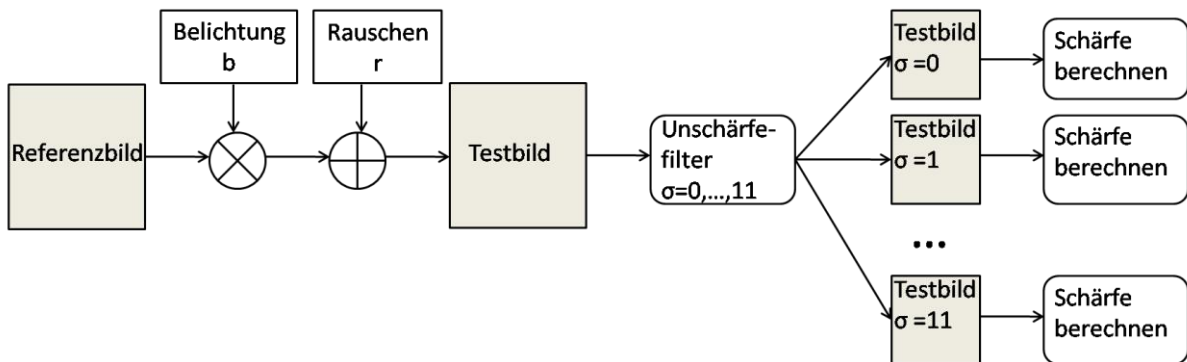 Belichtung
b
Rauschen
r
Referenzbild
Testbild
Unschärfe-
filter
σ=0,...,11
Testbild
σ =0
Schärfe
berechnen
Testbild
σ =1
Schärfe
berechnen
...
Testbild
σ =11
Schärfe
berechnen